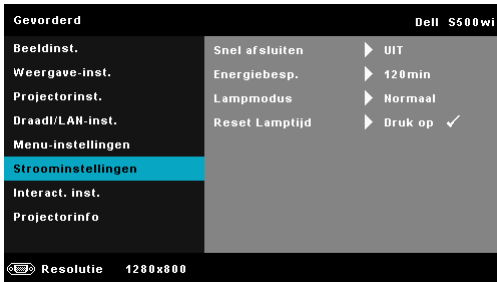 Gevorderd Dell S500wi
Beeldinst. Snel afsluiten UIT
Weergave-inst. Energiebesp. 120min
Projectorinst. Lampmodus Normaal
Draadl/LAN-inst. Reset Lamptijd Druk op ✓
Menu-instellingen
Stroominstellingen
Interact. inst.
Projectorinfo
Resolutie 1280x800